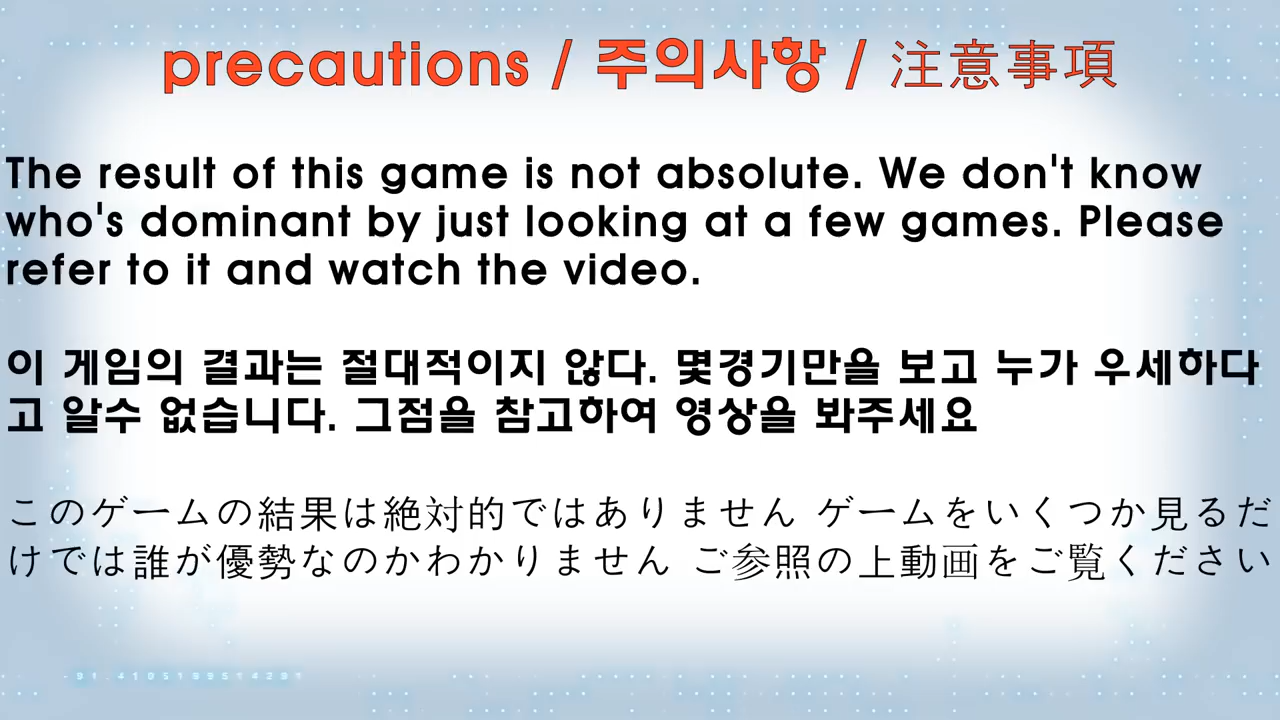 precautions / 주의사항 / 注意事項
The result of this game is not absolute. We don't know
who's dominant by just looking at a few games. Please
refer to it and watch the video.
이 게임의 결과는 절대적이지 않다. 몇경기만을 보고 누가 우세하다
고 알수 없습니다. 그점을 참고하여 영상을 봐주세요
このゲームの結果は絶対的ではありません ゲームをいくつか見るだ
けでは誰が優勢なのかわかりません ご参照の上動画をご覧ください